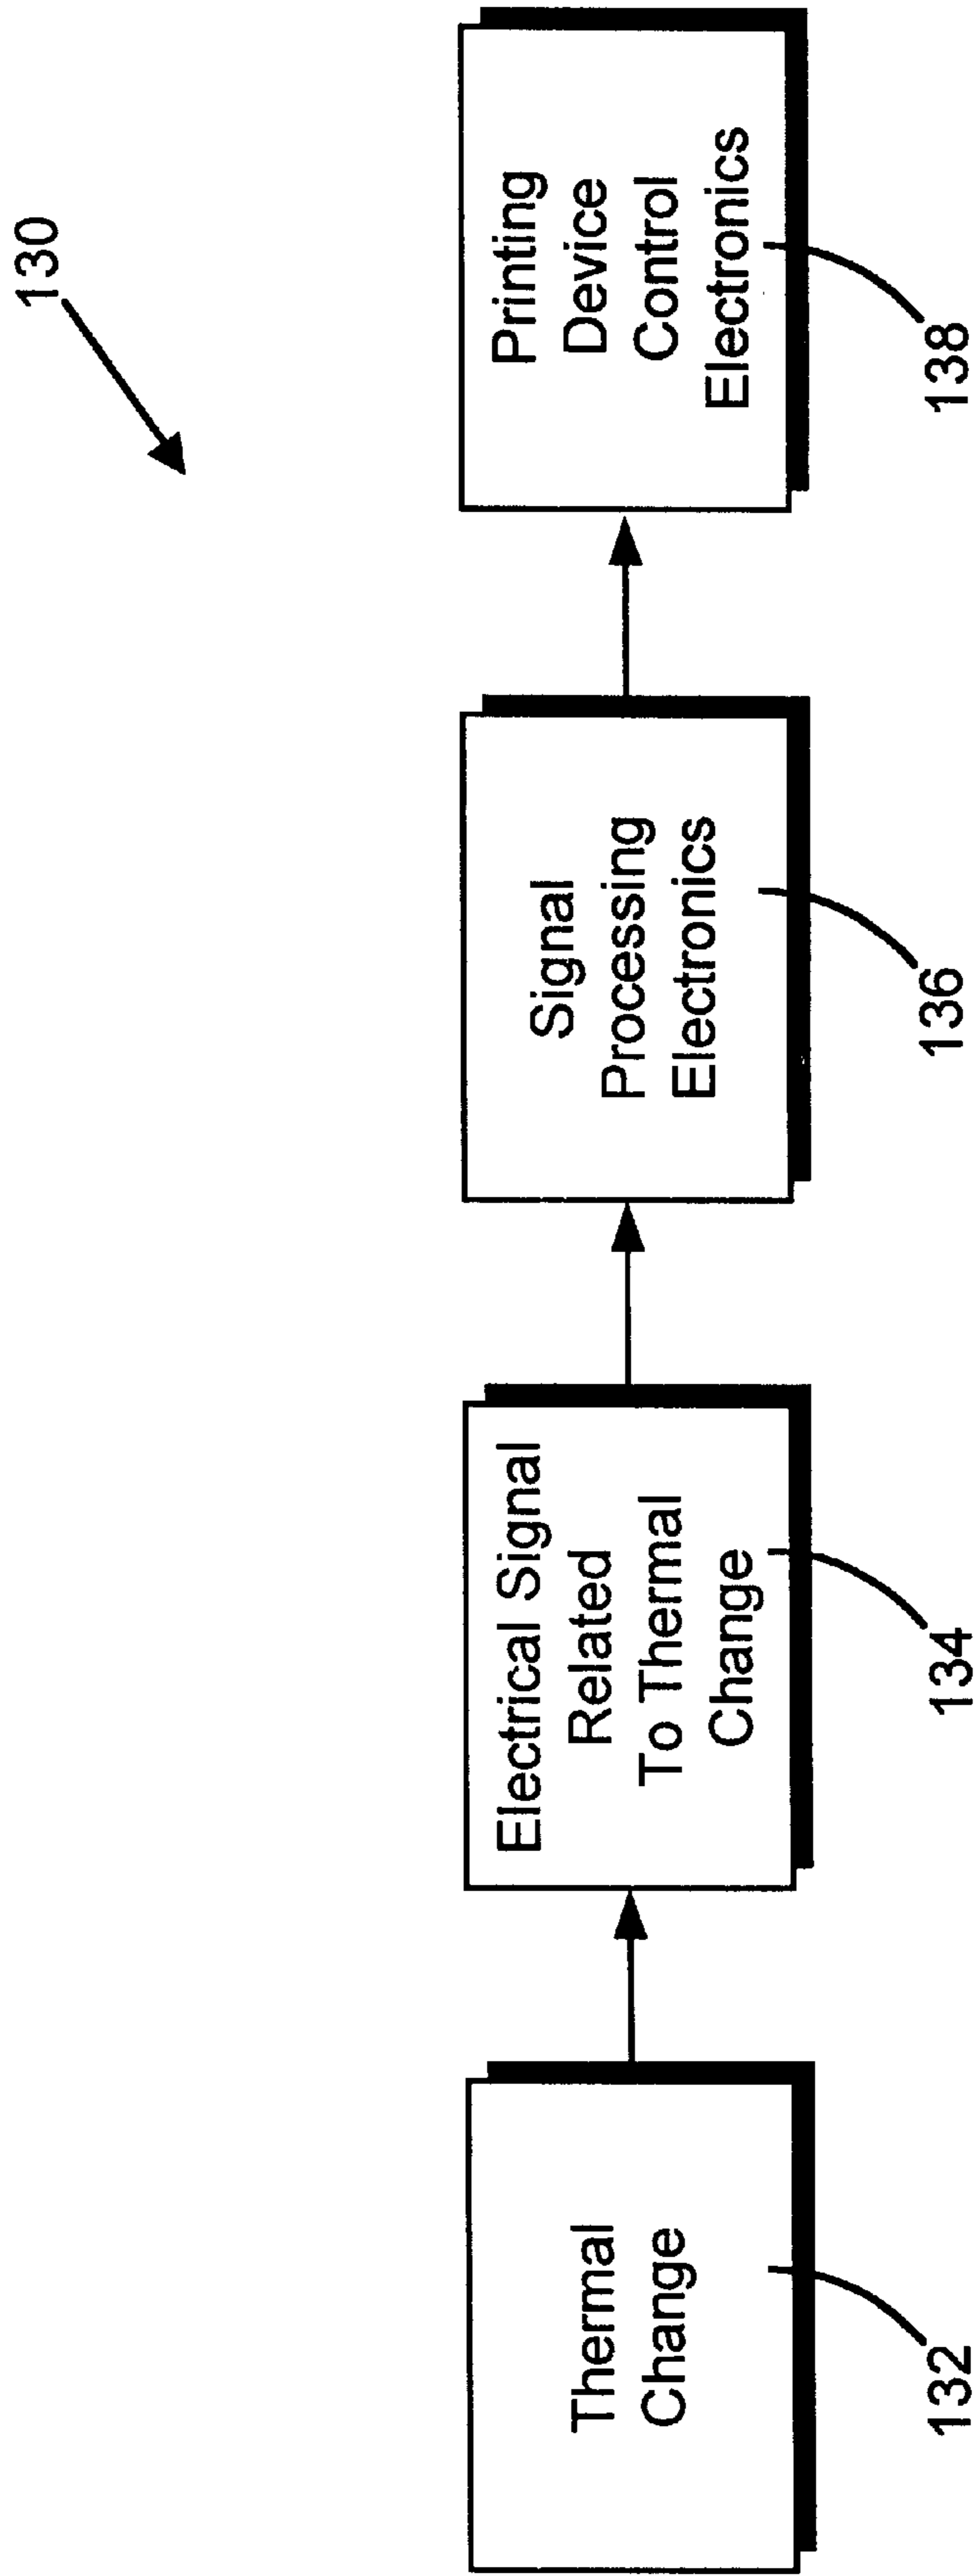 130
Thermal
Change
132
Electrical Signal
Related
To Thermal
Change
134
Signal
Processing
Electronics
136
Printing
Device
Control
Electronics
138